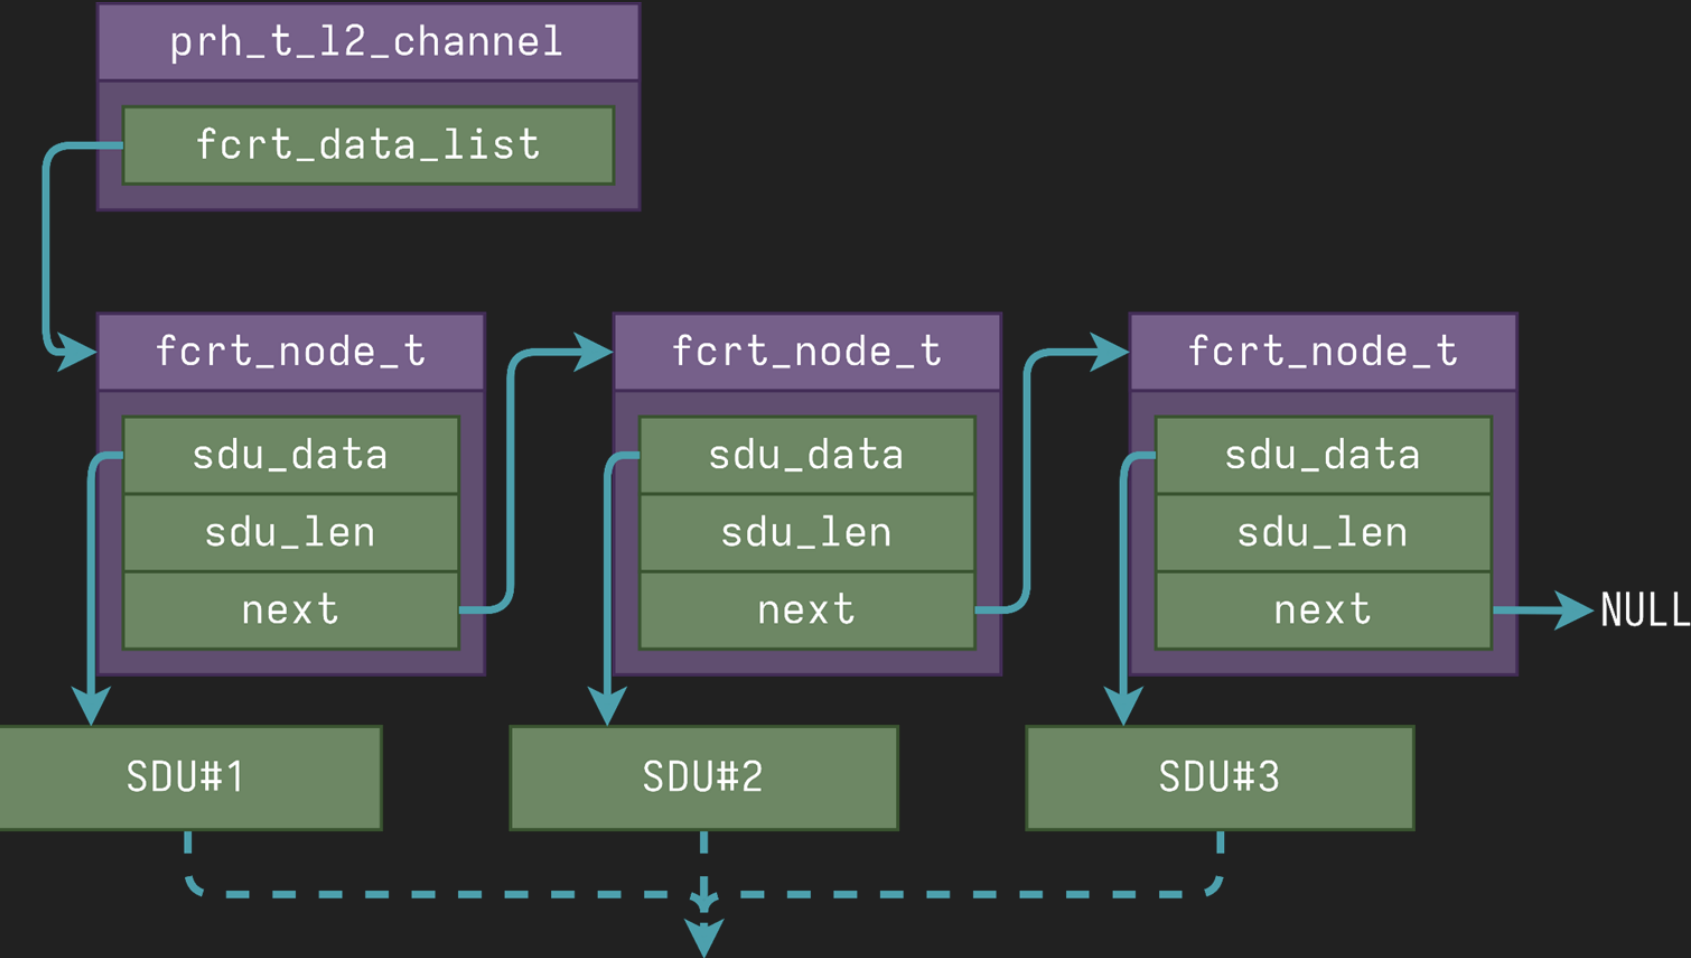 prh_t_l2_channel
fcrt_data_list
fcrt_node_t
sdu_data
sdu_len
next
fcrt_node_t
sdu_data
sdu_len
next
fcrt_node_t
sdu_data
sdu_len
next
NULL
SDU#1
SDU#2
SDU#3